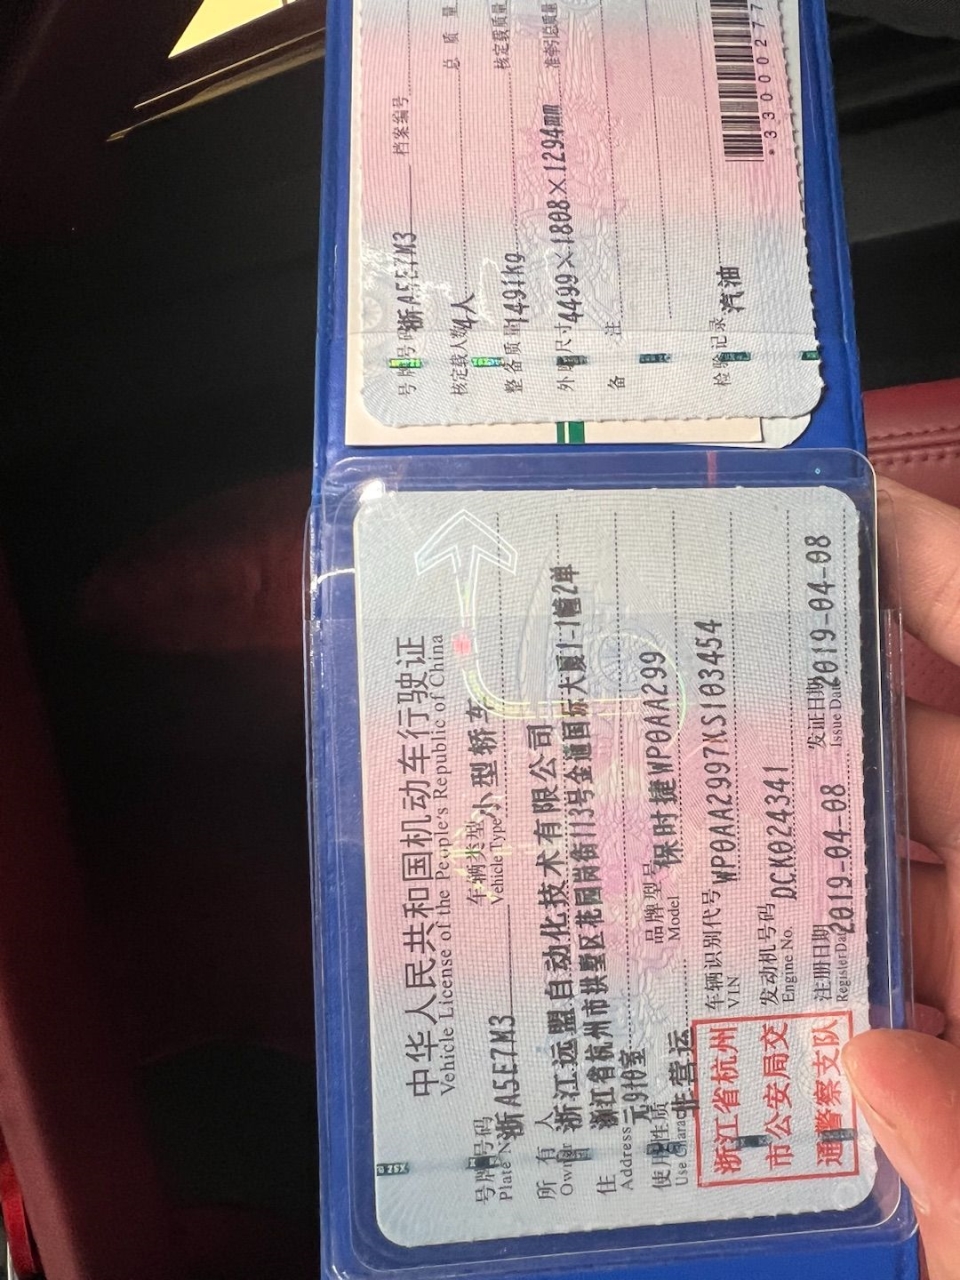 中华人民共和国机动车行驶证
Vehicle License of the People's Republic of China
号牌号码 浙A5E7M3 车辆类型 小型轿车
Plate No. Vehicle Type
所有人 浙江远盟自动化技术有限公司
Owner
住 浙江省杭州市拱墅区花园岗街113号金通国际大厦1-1幢2单
Address 元910室
使用性质 非营运 品牌型号 保时捷WP0AA299
Use Character Model
浙江省杭州
市公安局交
通警察支队
车辆识别代号 WP0AA2997KS103454
VIN
发动机号码 DCK024341
Engine No.
注册日期 2019-04-08 发证日期 2019-04-08
Register Date Issue Date
号牌号码 浙A5E7M3 档案编号
核定载人数 4人 总质量
整备质量 1491kg 核定载质量
外廓尺寸 4499×1808×1294mm 准牵引总质量
备注
检验记录 汽油
*33000277